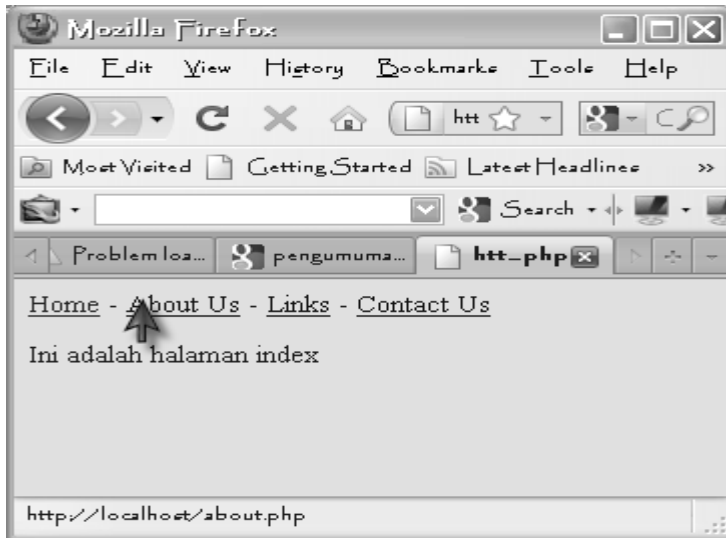 Mozilla Firefox
File Edit View History Bookmarks Tools Help
htt
Most Visited Getting Started Latest Headlines »
Search
Problem loa... pengumuma... htt_php
Home - About Us - Links - Contact Us
Ini adalah halaman index
http://localhost/about.php